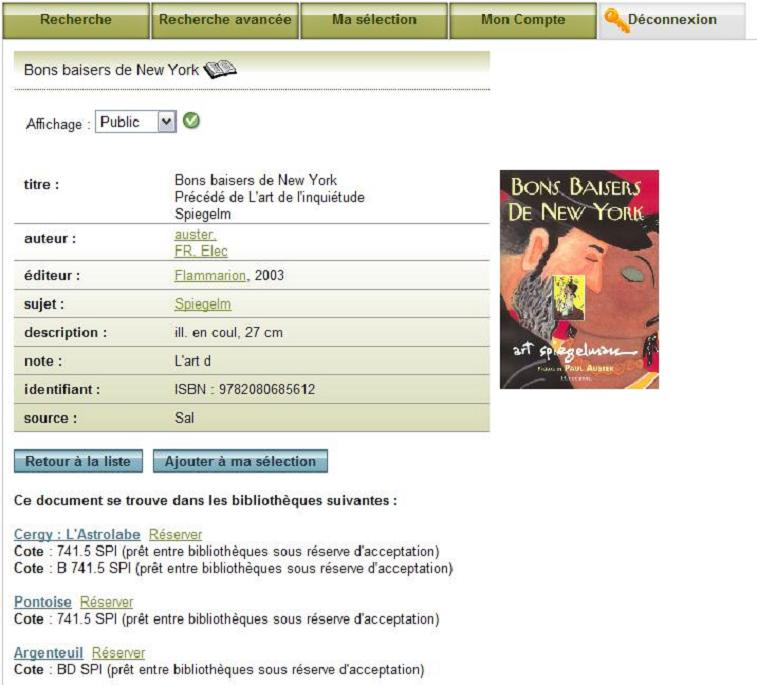 Recherche Recherche avancée Ma sélection Mon Compte Déconnexion
Bons baisers de New York
Affichage : Public
titre : Bons baisers de New York
Précédé de L'art de l'inquiétude
Spiegelm
auteur : auster,
FR, Elec
éditeur : Flammarion, 2003
sujet : Spiegelm
description : ill. en coul, 27 cm
note : L'art d
identifiant : ISBN : 9782080685612
source : Sal
BONS BAISERS
DE NEW YORK
art spiegelman
PAUL AUSTER
Retour à la liste Ajouter à ma sélection
Ce document se trouve dans les bibliothèques suivantes :
Cergy : L'Astrolabe Réserver
Cote : 741.5 SPI (prêt entre bibliothèques sous réserve d'acceptation)
Cote : B 741.5 SPI (prêt entre bibliothèques sous réserve d'acceptation)
Pontoise Réserver
Cote : 741.5 SPI (prêt entre bibliothèques sous réserve d'acceptation)
Argenteuil Réserver
Cote : BD SPI (prêt entre bibliothèques sous réserve d'acceptation)